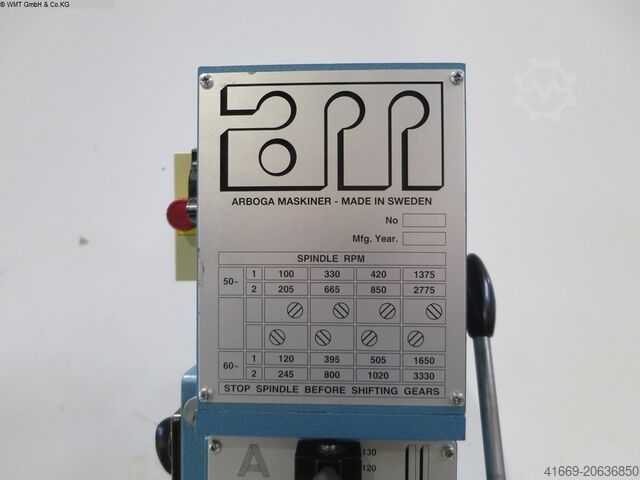 © WMT GmbH & Co.KG
am
ARBOGA MASKINER - MADE IN SWEDEN
No
Mfg. Year.
SPINDLE RPM
50~ 1 100 330 420 1375
2 205 665 850 2775
60~ 1 120 395 505 1650
2 245 800 1020 3330
STOP SPINDLE BEFORE SHIFTING GEARS
A 130
120
41669-20636850